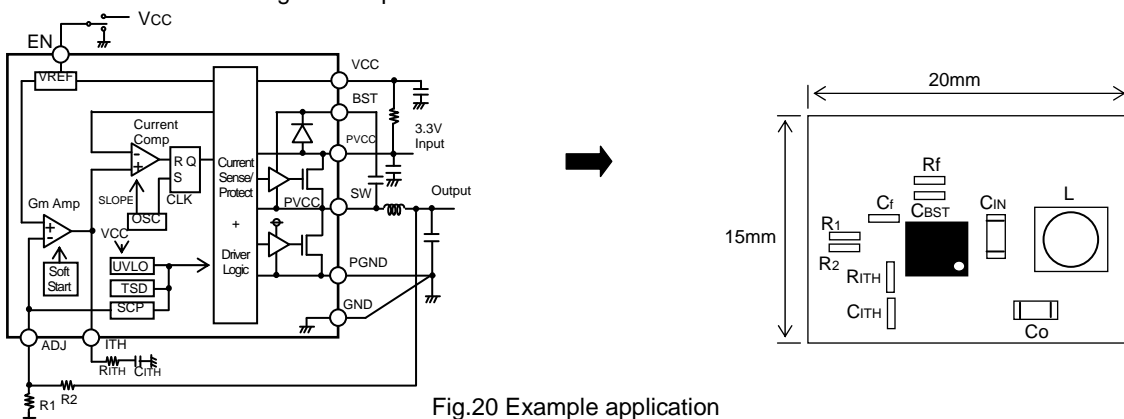 VCC
EN
VREF
VCC
BST
Current
Comp
3.3V
Input
PVCC
R Q
S
CLK
Current
Sense/
Protect
+
Driver
Logic
SLOPE
OSC
Gm Amp
VCC
PVCC
SW
Output
UVLO
TSD
SCP
Soft
Start
PGND
GND
ADJ
ITH
RITH
CITH
R1
R2
20mm
15mm
Rf
Cf
CBST
CIN
L
R1
R2
RITH
CITH
Co
Fig.20 Example application